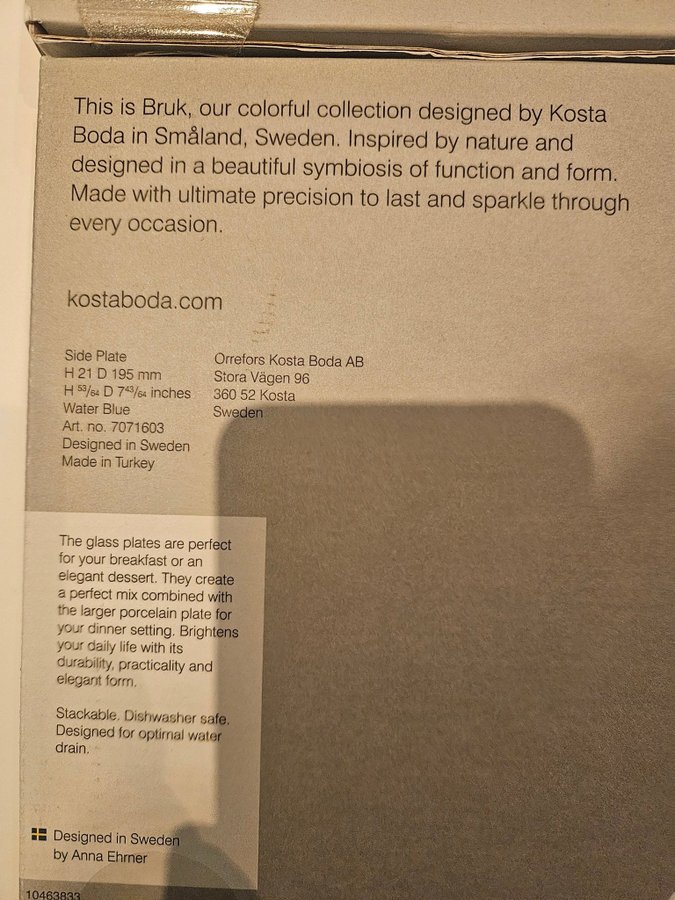 This is Bruk, our colorful collection designed by Kosta
Boda in Småland, Sweden. Inspired by nature and
designed in a beautiful symbiosis of function and form.
Made with ultimate precision to last and sparkle through
every occasion.
kostaboda.com
Side Plate
H 21 D 195 mm
H 53/64 D 7 43/64 inches
Water Blue
Art. no. 7071603
Designed in Sweden
Made in Turkey
Orrefors Kosta Boda AB
Stora Vägen 96
360 52 Kosta
Sweden
The glass plates are perfect
for your breakfast or an
elegant dessert. They create
a perfect mix combined with
the larger porcelain plate for
your dinner setting. Brightens
your daily life with its
durability, practicality and
elegant form.
Stackable. Dishwasher safe.
Designed for optimal water
drain.
Designed in Sweden
by Anna Ehrner
10463833